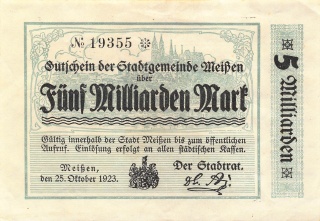 № 19355 ✻
Gutschein der Stadtgemeinde Meißen
über
Fünf Milliarden Mark
Gültig innerhalb der Stadt Meißen bis zum öffentlichen
Aufruf. Einlösung erfolgt an allen städtischen Kassen.
Meißen,
den 25. Oktober 1923.
Der Stadtrat.
5 Milliarden